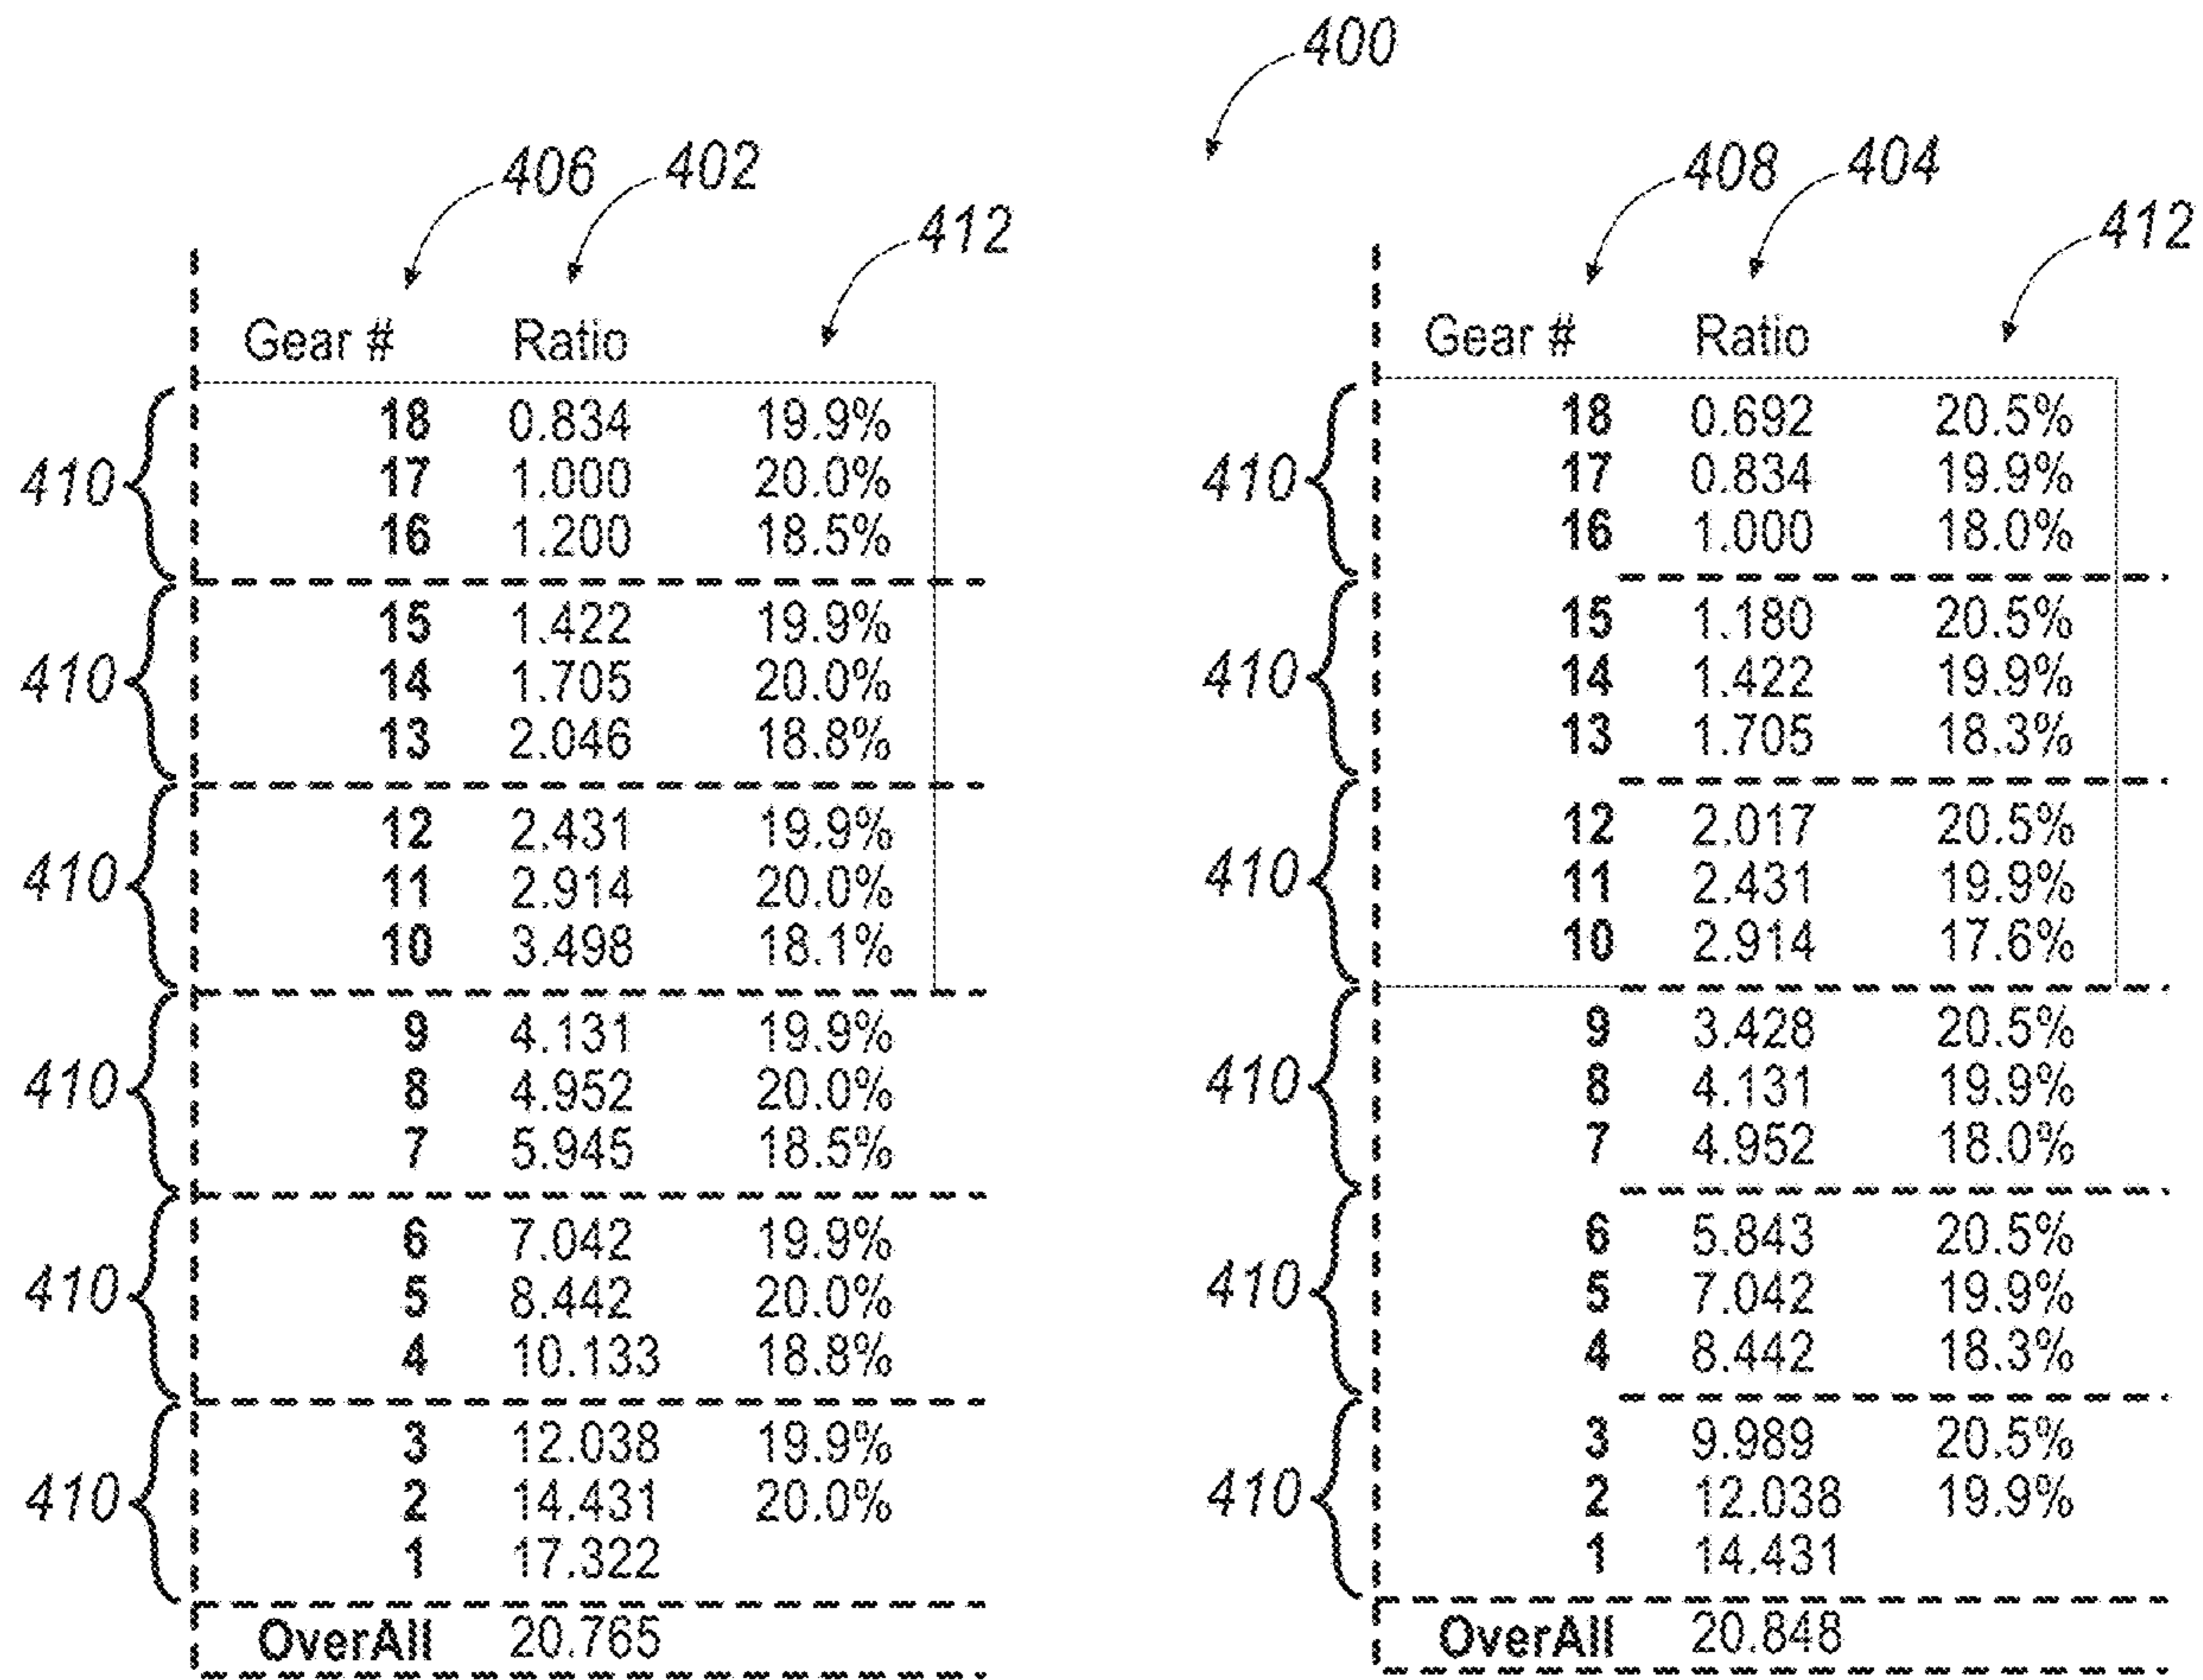 400
406 402 412
Gear # Ratio
410
18 0.834 19.9%
17 1.000 20.0%
16 1.200 18.5%
410
15 1.422 19.9%
14 1.705 20.0%
13 2.046 18.8%
410
12 2.431 19.9%
11 2.914 20.0%
10 3.498 18.1%
410
9 4.131 19.9%
8 4.952 20.0%
7 5.945 18.5%
410
6 7.042 19.9%
5 8.442 20.0%
4 10.133 18.8%
410
3 12.038 19.9%
2 14.431 20.0%
1 17.322
OverAll 20.765
408 404 412
Gear # Ratio
410
18 0.692 20.5%
17 0.834 19.9%
16 1.000 18.0%
410
15 1.180 20.5%
14 1.422 19.9%
13 1.705 18.3%
410
12 2.017 20.5%
11 2.431 19.9%
10 2.914 17.6%
410
9 3.428 20.5%
8 4.131 19.9%
7 4.952 18.0%
410
6 5.843 20.5%
5 7.042 19.9%
4 8.442 18.3%
410
3 9.989 20.5%
2 12.038 19.9%
1 14.431
OverAll 20.848